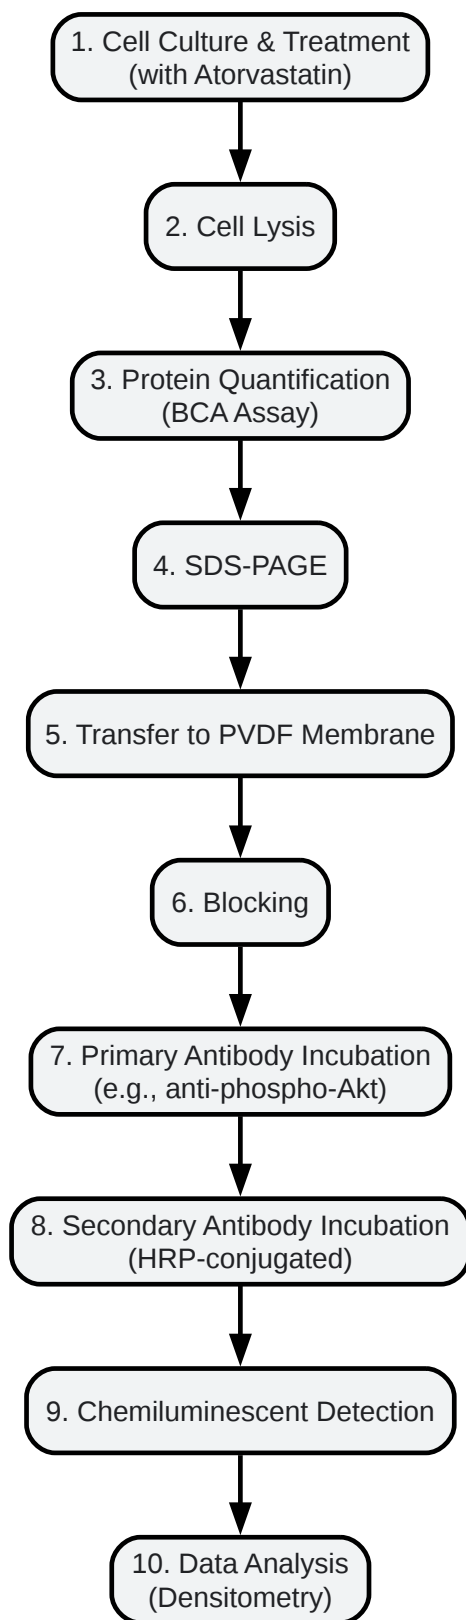 1. Cell Culture & Treatment
(with Atorvastatin)
2. Cell Lysis
3. Protein Quantification
(BCA Assay)
4. SDS-PAGE
5. Transfer to PVDF Membrane
6. Blocking
7. Primary Antibody Incubation
(e.g., anti-phospho-Akt)
8. Secondary Antibody Incubation
(HRP-conjugated)
9. Chemiluminescent Detection
10. Data Analysis
(Densitometry)